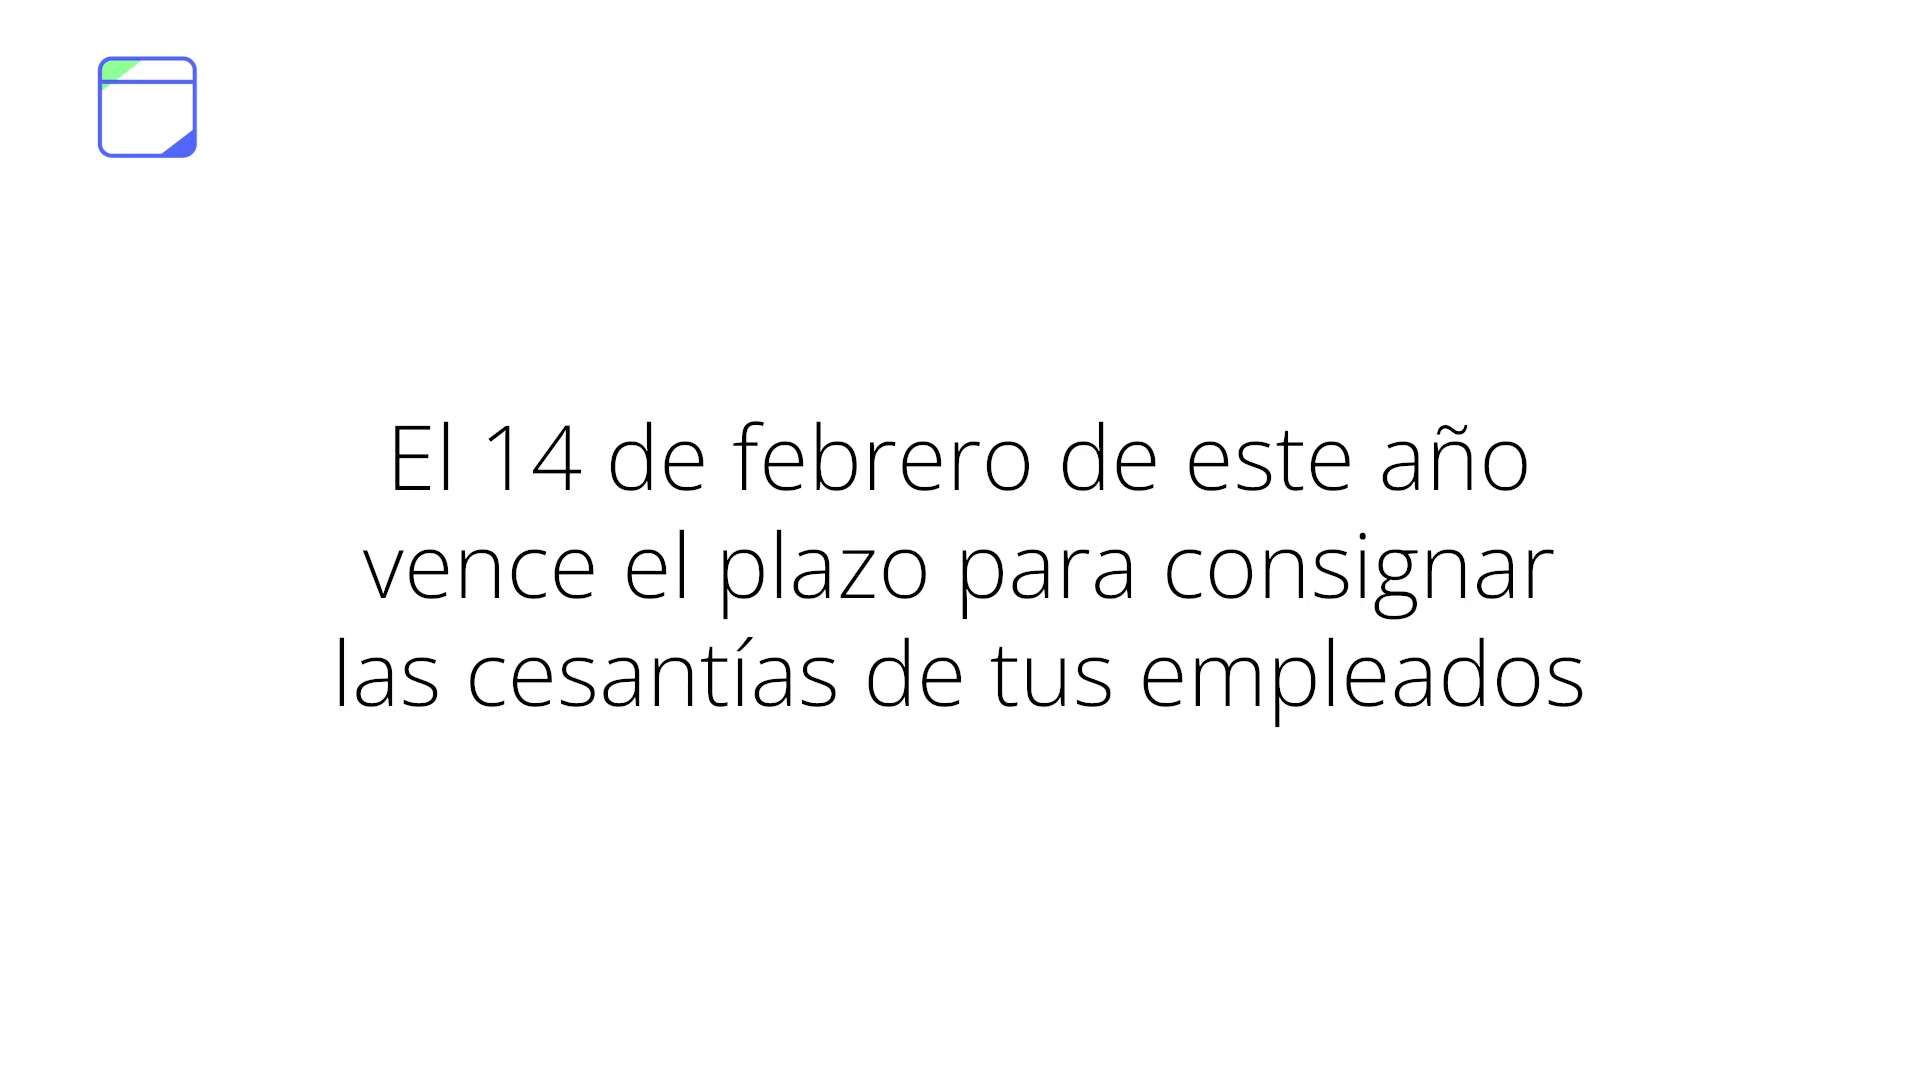 El 14 de febrero de este año
vence el plazo para consignar
las cesantías de tus empleados